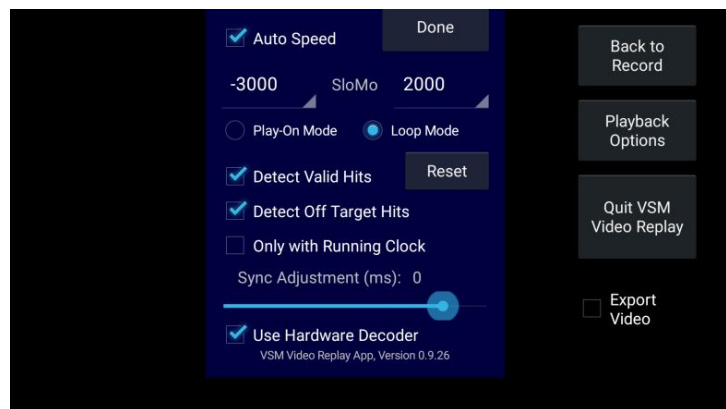 Auto Speed
Done
-3000 SloMo 2000
Play-On Mode Loop Mode
Detect Valid Hits
Reset
Detect Off Target Hits
Only with Running Clock
Sync Adjustment (ms): 0
Use Hardware Decoder
VSM Video Replay App, Version 0.9.26
Back to
Record
Playback
Options
Quit VSM
Video Replay
Export
Video